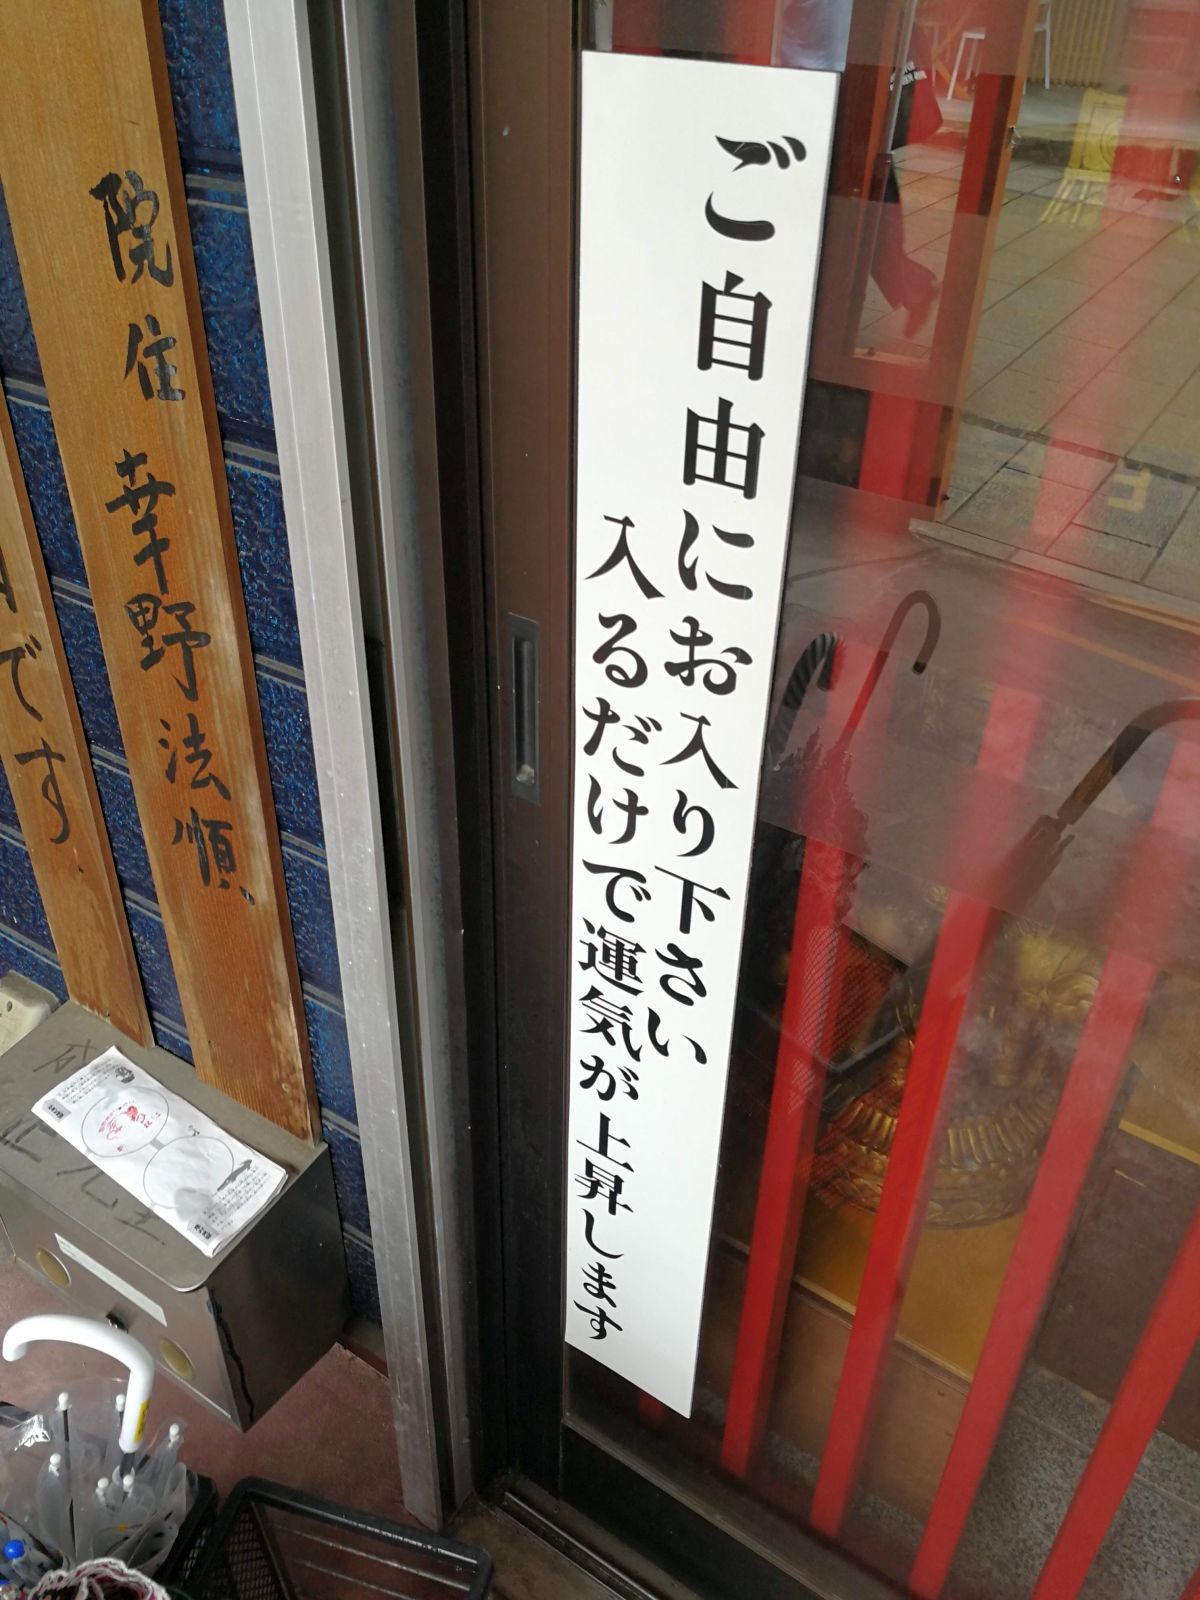 ご自由にお入り下さい
入るだけで運気が上昇します
院住 幸野法順
です